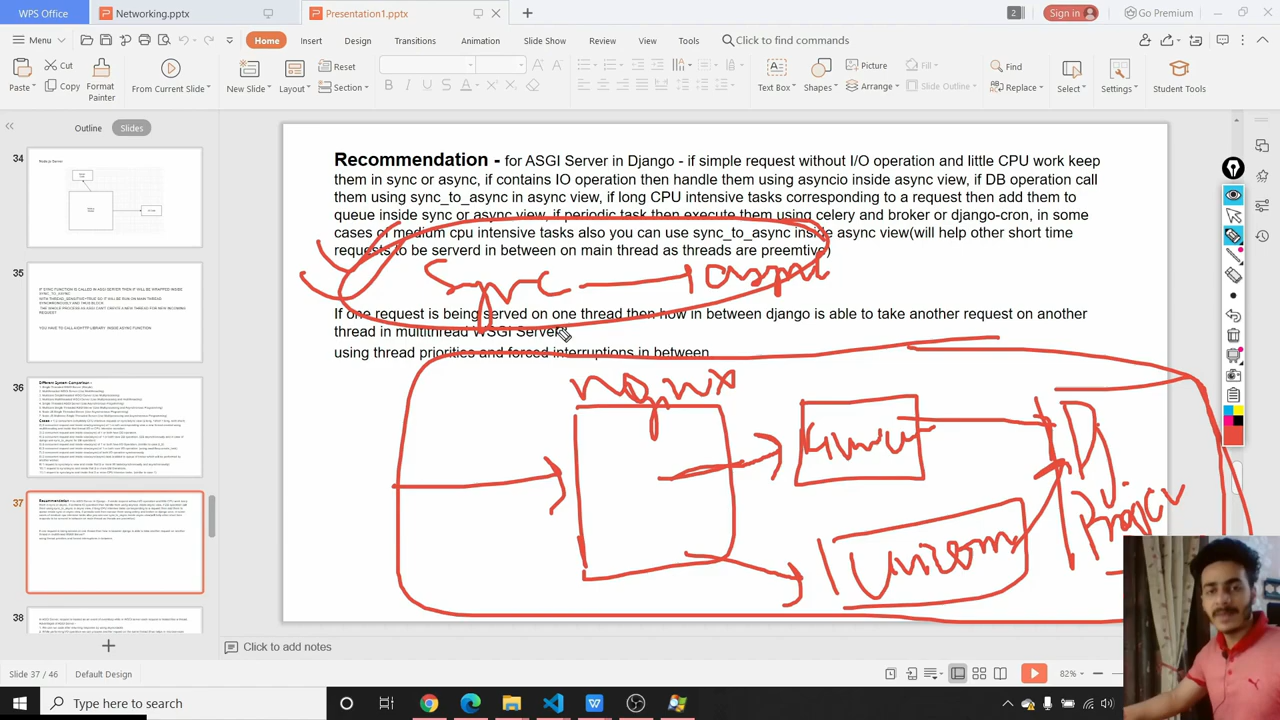 WPS Office
Networking.pptx
Presentation1.pptx
2
Sign in
Go Premium
Menu
Home
Insert
Design
Transitions
Animation
Slide Show
Review
View
Tools
Click to find commands
Paste
Cut
Copy
Format Painter
From Current Slide
New Slide
Layout
Reset
Section
Text Box
Shapes
Picture
Arrange
Fill
Slide Outline
Find
Replace
Select
Settings
Student Tools
Outline
Slides
34
35
36
37
38
Recommendation - for ASGI Server in Django - if simple request without I/O operation and little CPU work keep
them in sync or async, if contains IO operation then handle them using asyncio inside async view, if DB operation call
them using sync_to_async in async view, if long CPU intensive tasks corresponding to a request then add them to
queue inside sync or async view, if periodic task then execute them using celery and broker or django-cron, in some
cases of medium cpu intensive tasks also you can use sync_to_async inside async view(will help other short time
requests to be serverd in between on main thread as threads are preemtive)
Sync
If one request is being served on one thread then how in between django is able to take another request on another
thread in multithread WSGI Server
using thread priorities and forced interruptions in between
nginx
Dj
Project
Click to add notes
Slide 37 / 46
Default Design
82%
Type here to search